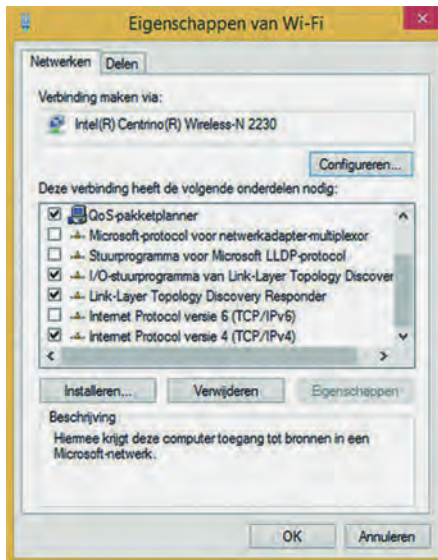 Eigenschappen van Wi-Fi
Netwerken Delen
Verbinding maken via:
Intel(R) Centrino(R) Wireless-N 2230
Configureren...
Deze verbinding heeft de volgende onderdelen nodig:
QoS-pakketplanner
Microsoft-protocol voor netwerkadapter-multiplexor
Stuurprogramma voor Microsoft LLDP-protocol
I/O-stuurprogramma van Link-Layer Topology Discover
Link-Layer Topology Discovery Responder
Internet Protocol versie 6 (TCP/IPv6)
Internet Protocol versie 4 (TCP/IPv4)
Installeren... Verwijderen Eigenschappen
Beschrijving
Hiermee krijgt deze computer toegang tot bronnen in een
Microsoft-netwerk.
OK Annuleren